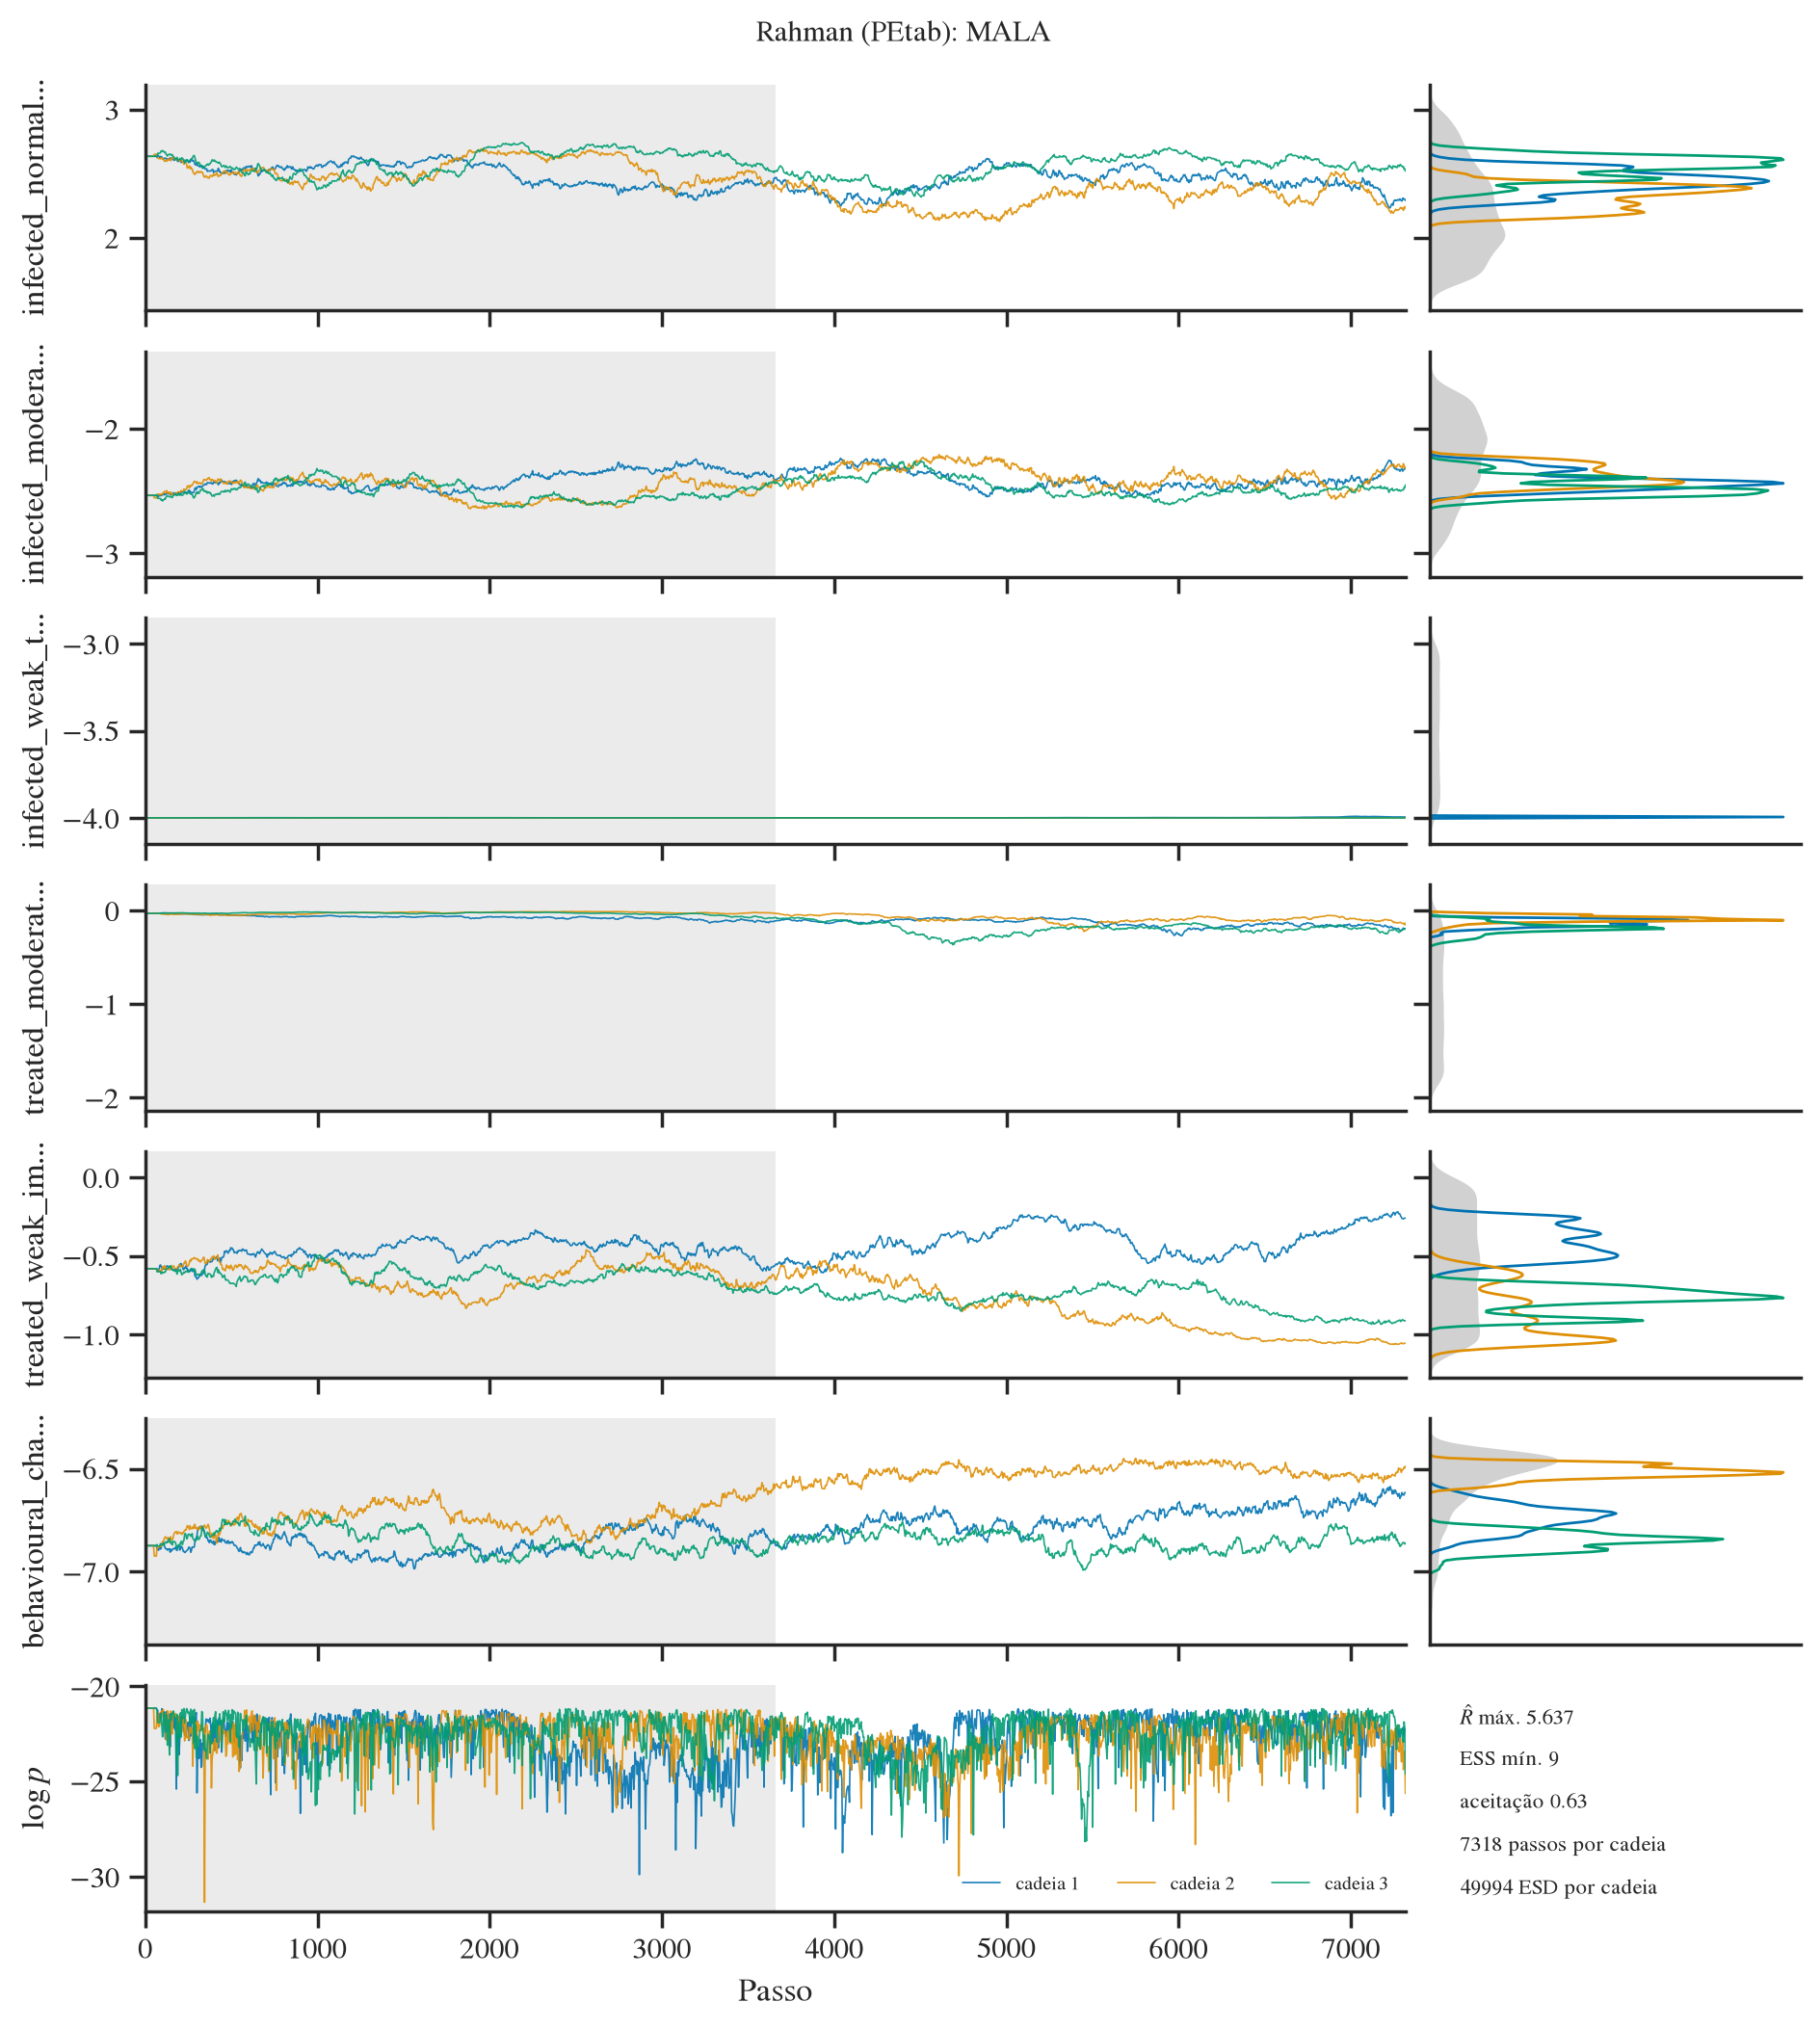 Rahman (PEtab): MALA
infected_normal...
3
2
infected_modera...
−2
−3
infected_weak_t...
−3.0
−3.5
−4.0
treated_moderat...
0
−1
−2
treated_weak_im...
0.0
−0.5
−1.0
behavioural_cha...
−6.5
−7.0
log p
−20
−25
−30
cadeia 1
cadeia 2
cadeia 3
R̂ máx. 5.637
ESS mín. 9
aceitação 0.63
7318 passos por cadeia
49994 ESD por cadeia
0 1000 2000 3000 4000 5000 6000 7000
Passo